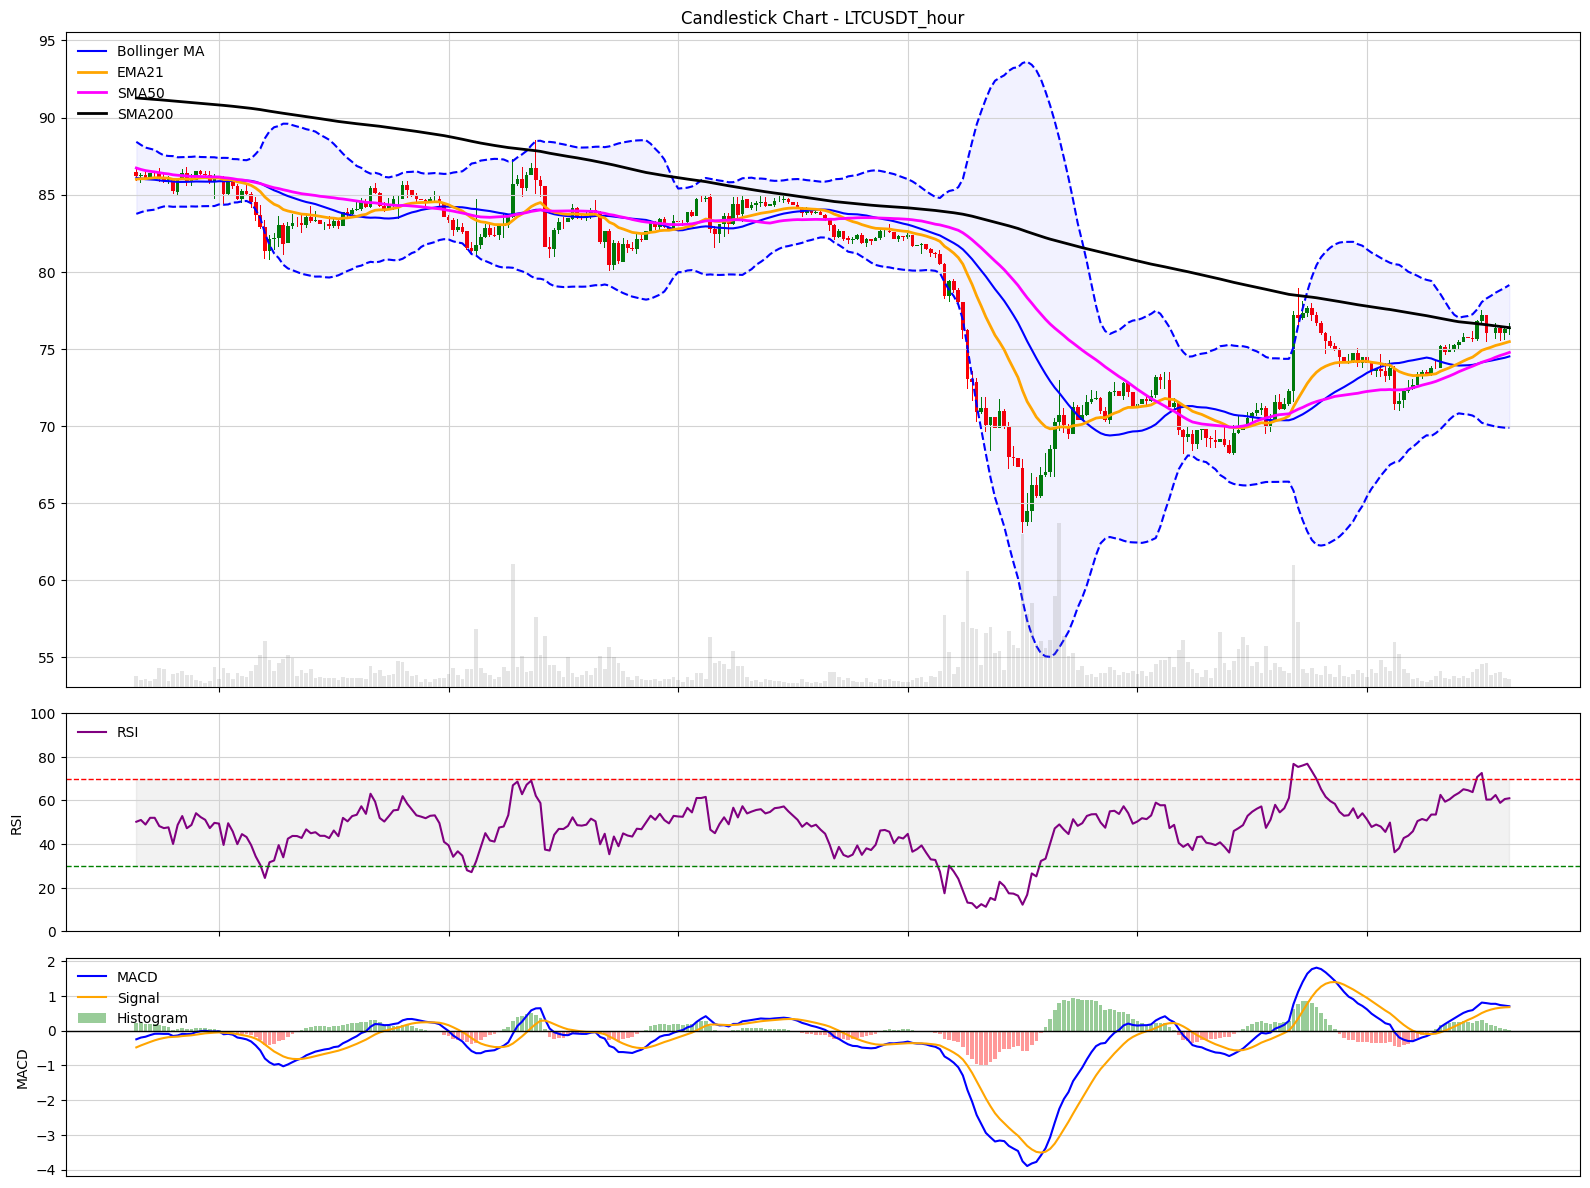 Candlestick Chart - LTCUSDT_hour
95
90
85
80
75
70
65
60
55
Bollinger MA
EMA21
SMA50
SMA200
100
80
60
40
20
0
RSI
RSI
2
1
0
−1
−2
−3
−4
MACD
MACD
Signal
Histogram